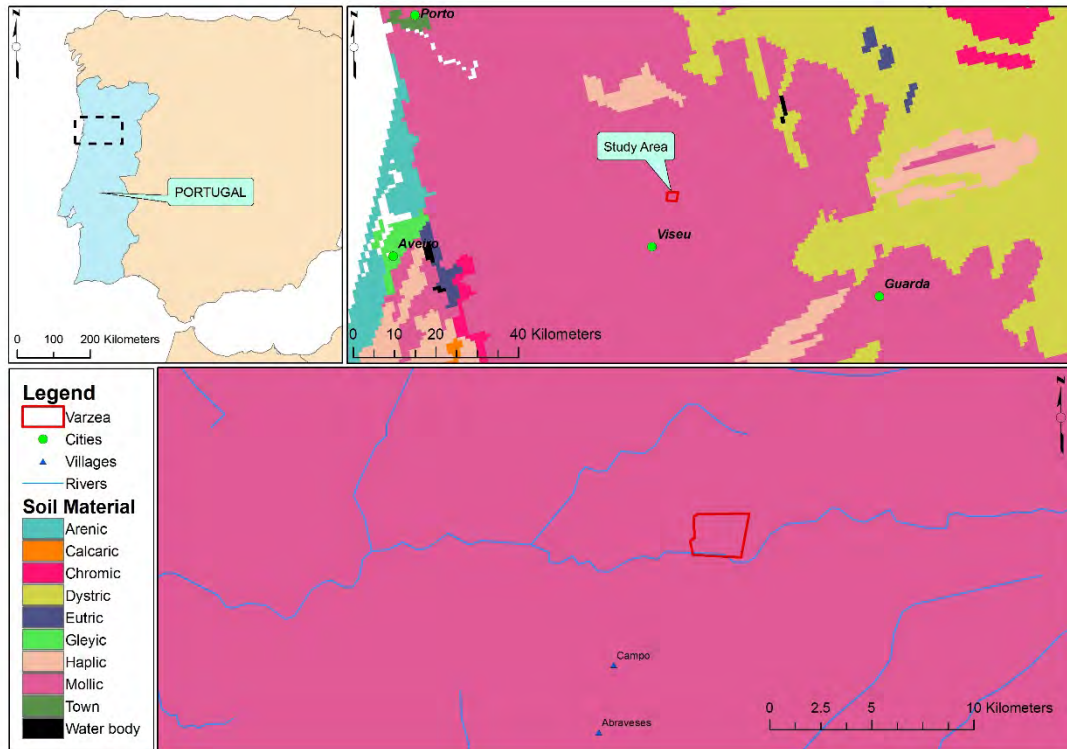 z
PORTUGAL
0 100 200 Kilometers
z
Porto
Study Area
Viseu
Aveiro
Guarda
0 10 20 40 Kilometers
Legend
Varzea
Cities
Villages
Rivers
Soil Material
Arenic
Calcaric
Chromic
Dystric
Eutric
Gleyic
Haplic
Mollic
Town
Water body
z
Campo
Abraveses
0 2.5 5 10 Kilometers